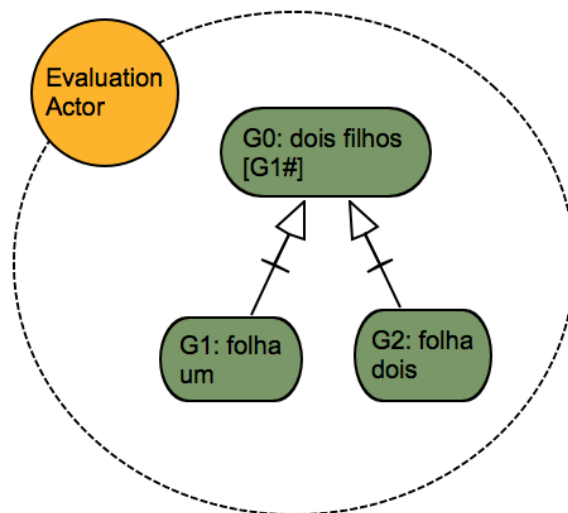 Evaluation
Actor
G0: dois filhos
[G1#]
G1: folha
um
G2: folha
dois